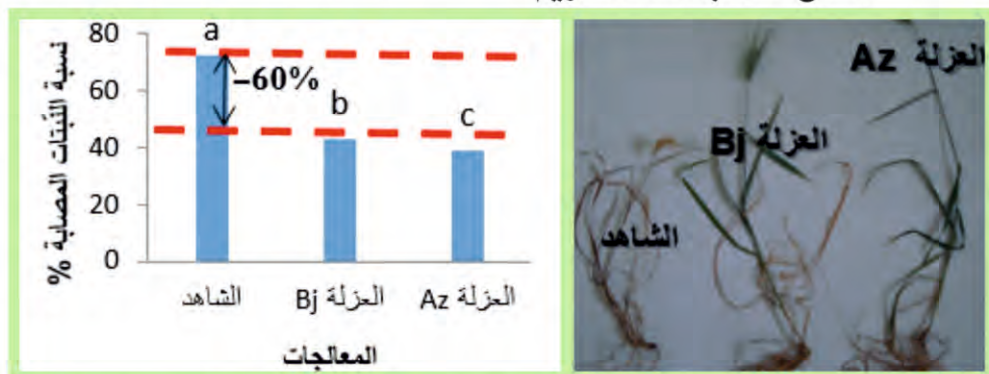 نسبة النبتات المصابة %
80
60
40
20
0
a
–60%
b
c
الشاهد
العزلة Bj
العزلة Az
المعالجات
العزلة Az
العزلة Bj
الشاهد